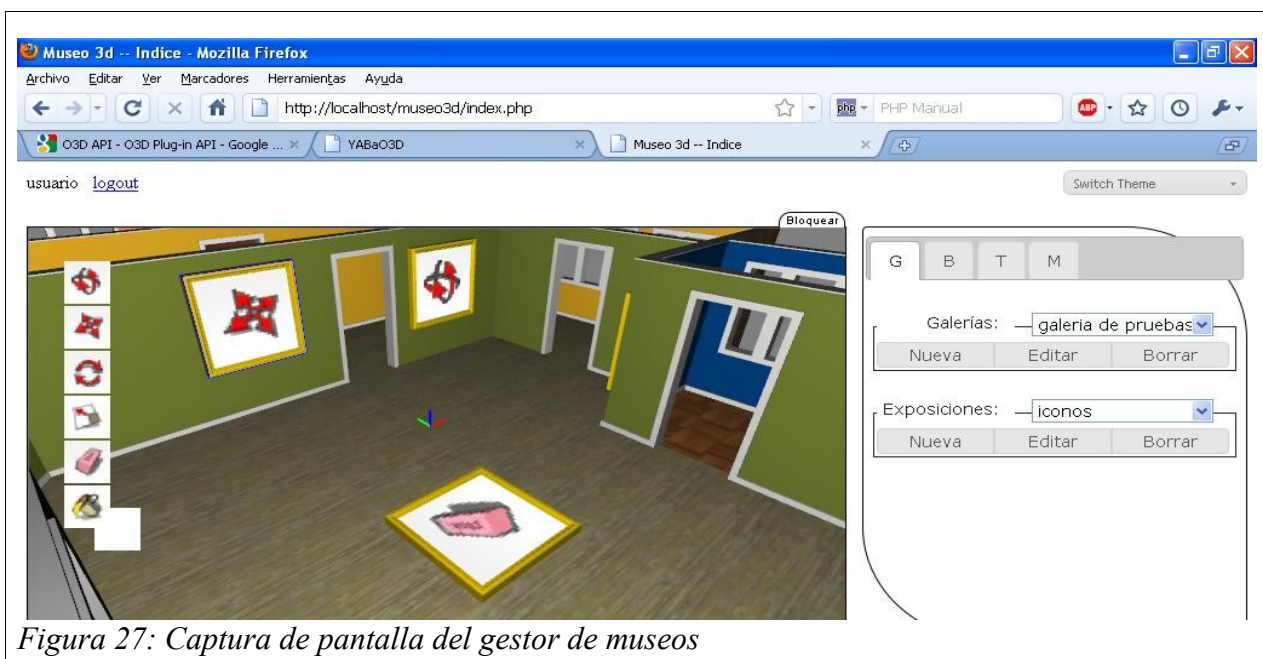 Museo 3d -- Indice - Mozilla Firefox
Archivo Editar Ver Marcadores Herramientas Ayuda
http://localhost/museo3d/index.php php PHP Manual ABP
O3D API - O3D Plug-in API - Google ... YABaO3D Museo 3d -- Indice
usuario logout Switch Theme
Bloquear
G B T M
Galerías: galeria de pruebas
Nueva Editar Borrar
Exposiciones: iconos
Nueva Editar Borrar
Figura 27: Captura de pantalla del gestor de museos